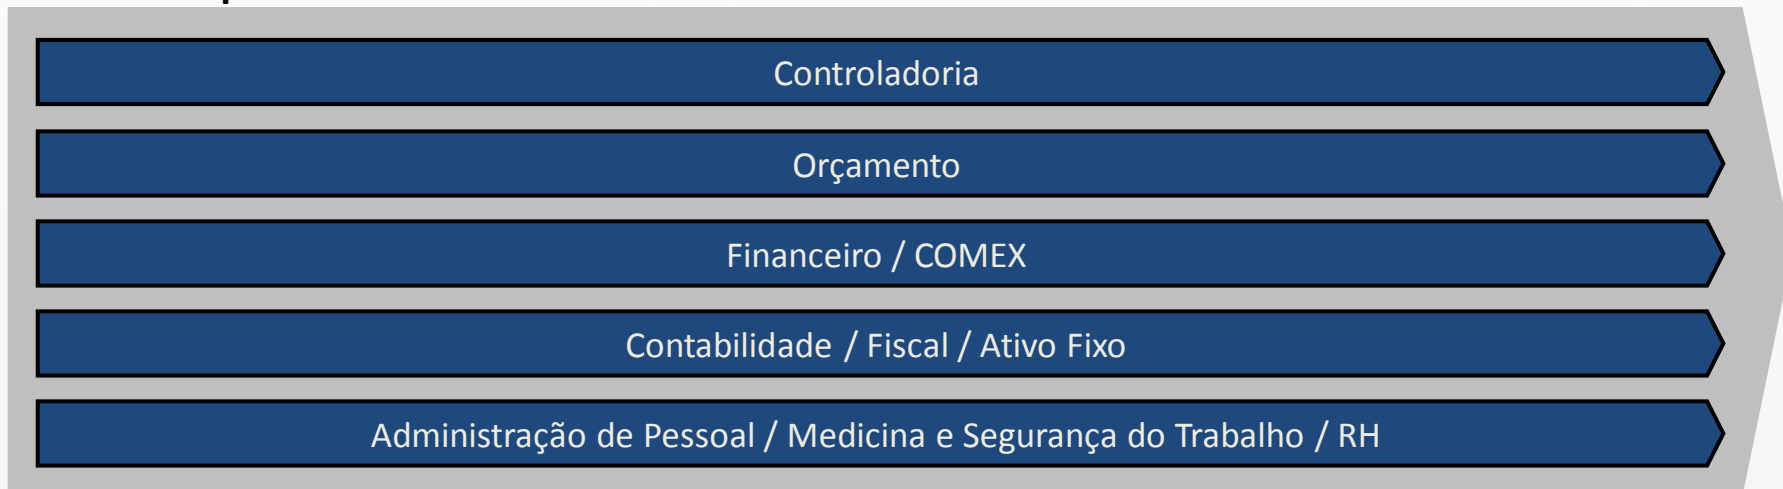 Controladoria
Orçamento
Financeiro / COMEX
Contabilidade / Fiscal / Ativo Fixo
Administração de Pessoal / Medicina e Segurança do Trabalho / RH